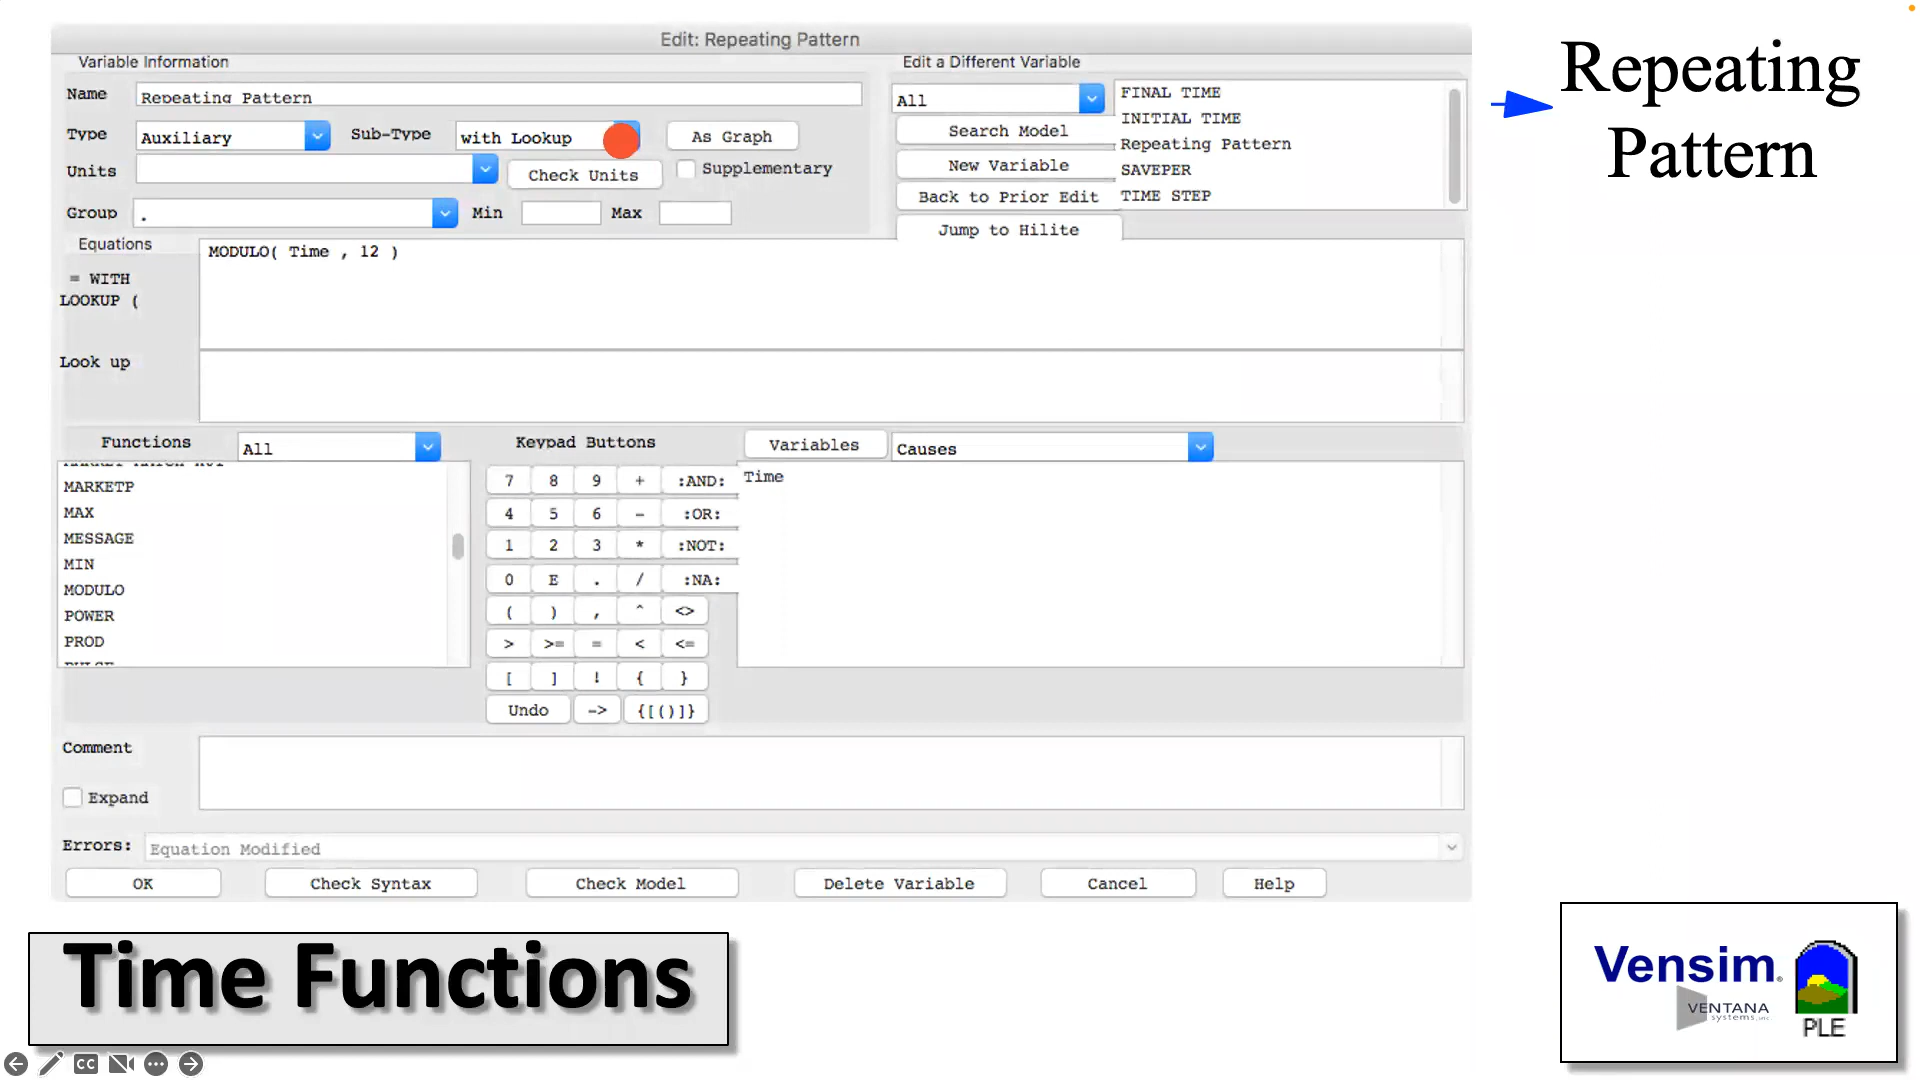 Edit: Repeating Pattern
Variable Information
Edit a Different Variable
Name
Repeating Pattern
Type
Auxiliary
Sub-Type
with Lookup
As Graph
Units
Check Units
Supplementary
Group
.
Min
Max
All
Search Model
New Variable
Back to Prior Edit
Jump to Hilite
FINAL TIME
INITIAL TIME
Repeating Pattern
SAVEPER
TIME STEP
Repeating
Pattern
Equations
= WITH
LOOKUP (
MODULO( Time , 12 )
Look up
Functions
All
Keypad Buttons
Variables
Causes
MARKETP
MAX
MESSAGE
MIN
MODULO
POWER
PROD
7 8 9 + :AND:
4 5 6 - :OR:
1 2 3 * :NOT:
0 E . / :NA:
( ) , ^ <>
> >= = < <=
[ ] ! { }
Undo -> {[()]}
Time
Comment
Expand
Errors:
Equation Modified
OK
Check Syntax
Check Model
Delete Variable
Cancel
Help
Time Functions
Vensim®
VENTANA
systems, inc
PLE
CC